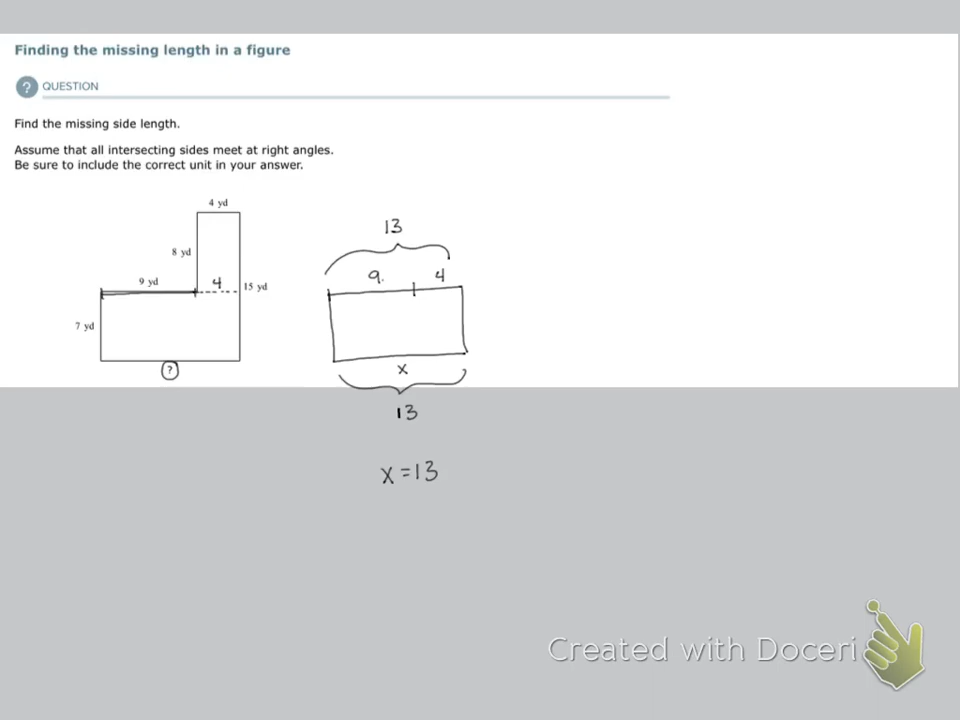 Finding the missing length in a figure
? QUESTION
Find the missing side length.
Assume that all intersecting sides meet at right angles.
Be sure to include the correct unit in your answer.
4 yd
13
8 yd
9 yd 4 15 yd
9. 4
7 yd
?
x
13
x = 13
Created with Doceri